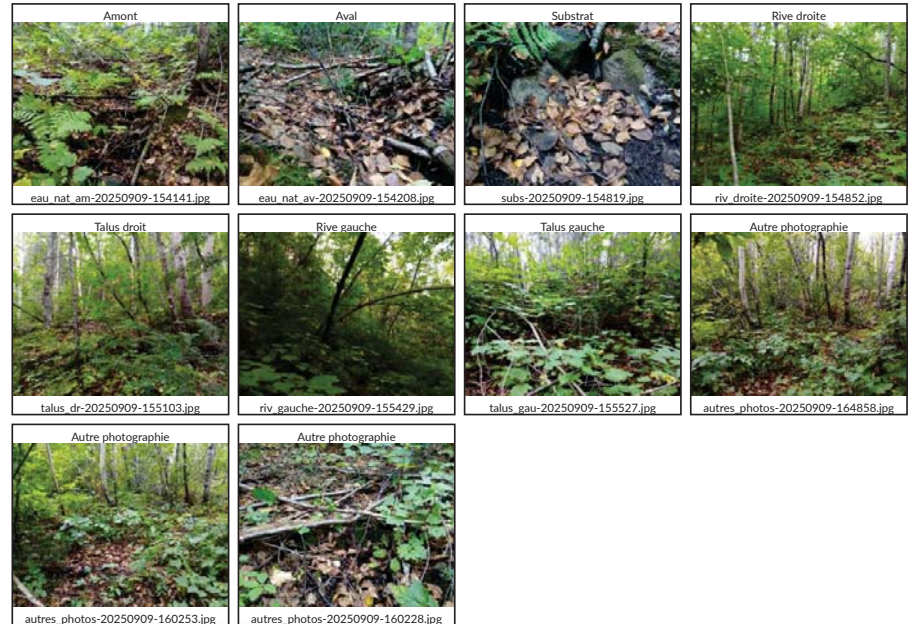 Amont
Aval
Substrat
Rive droite
eau_nat_am-20250909-154141.jpg
eau_nat_av-20250909-154208.jpg
subs-20250909-154819.jpg
riv_droite-20250909-154852.jpg
Talus droit
Rive gauche
Talus gauche
Autre photographie
talus_dr-20250909-155103.jpg
riv_gauche-20250909-155429.jpg
talus_gau-20250909-155527.jpg
autres_photos-20250909-164858.jpg
Autre photographie
Autre photographie
autres_photos-20250909-160253.jpg
autres_photos-20250909-160228.jpg